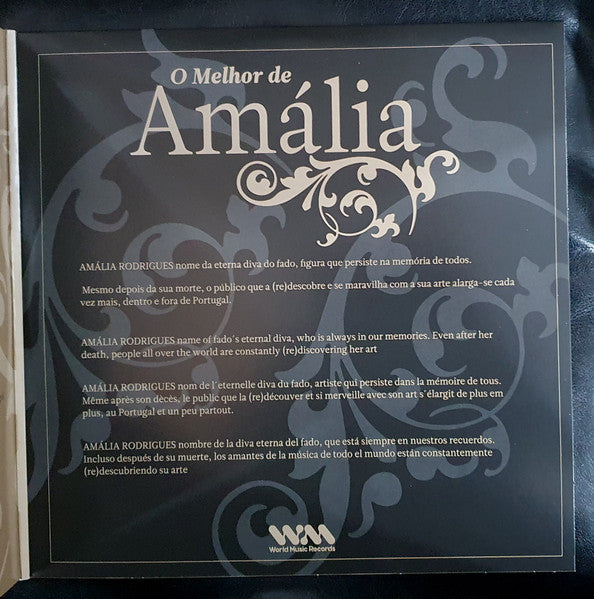 O Melhor de
Amália
AMÁLIA RODRIGUES nome da eterna diva do fado, figura que persiste na memória de todos.
Mesmo depois da sua morte, o público que a (re)descobre e se maravilha com a sua arte alarga-se cada
vez mais, dentro e fora de Portugal.
AMÁLIA RODRIGUES name of fado´s eternal diva, who is always in our memories. Even after her
death, people all over the world are constantly (re)discovering her art
AMÁLIA RODRIGUES nom de l´eternelle diva du fado, artiste qui persiste dans la mémoire de tous.
Même après son décès, le public que la (re)découver et si merveille avec son art s´élargit de plus em
plus, au Portugal et un peu partout.
AMÁLIA RODRIGUES nombre de la diva eterna del fado, que está siempre en nuestros recuerdos.
Incluso después de su muerte, los amantes de la música de todo el mundo están constantemente
(re)descubriendo su arte
WM
World Music Records